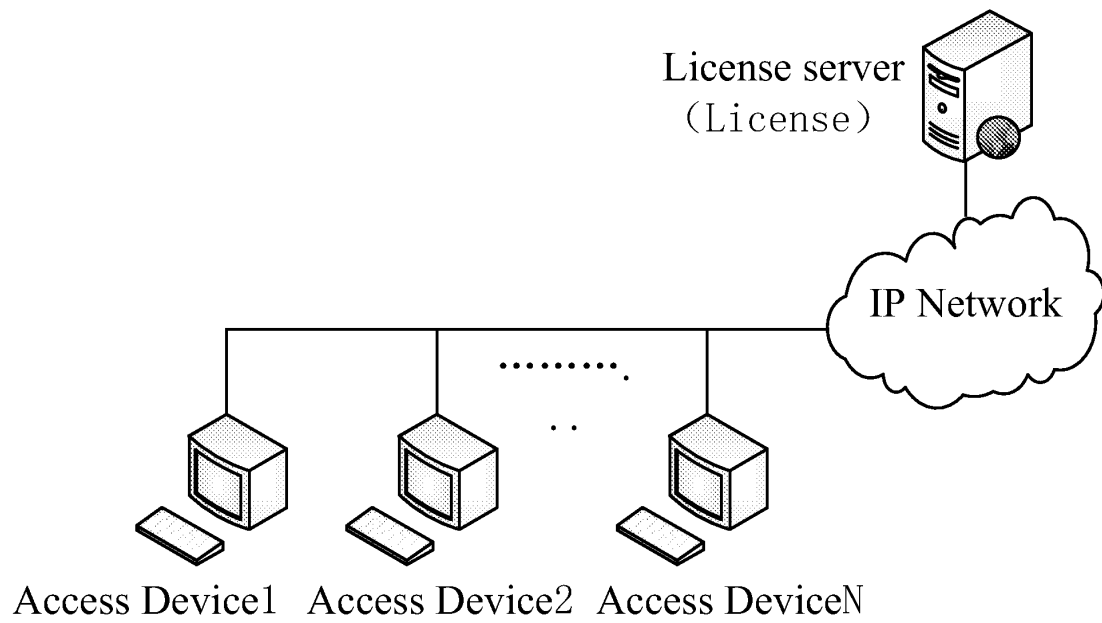 License server
（License）
IP Network
Access Device1
Access Device2
Access DeviceN